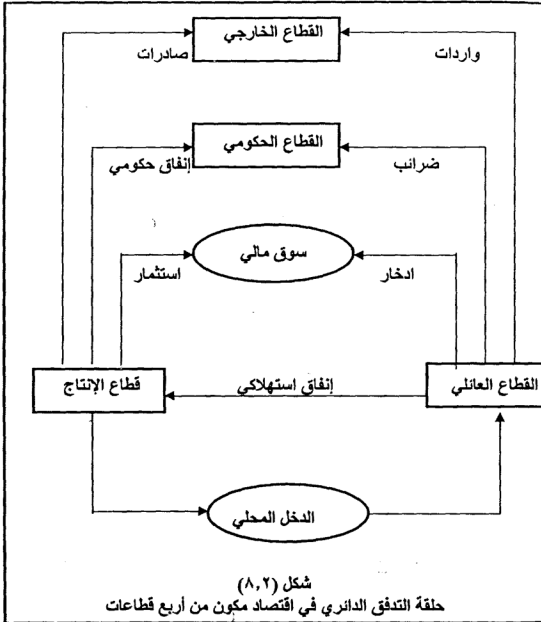 القطاع الخارجي
صادرات
واردات
القطاع الحكومي
إنفاق حكومي
ضرائب
سوق مالي
استثمار
ادخار
قطاع الإنتاج
إنفاق استهلاكي
القطاع العائلي
الدخل المحلي
شكل (٨,٢)
حلقة التدفق الدائري في اقتصاد مكون من أربع قطاعات